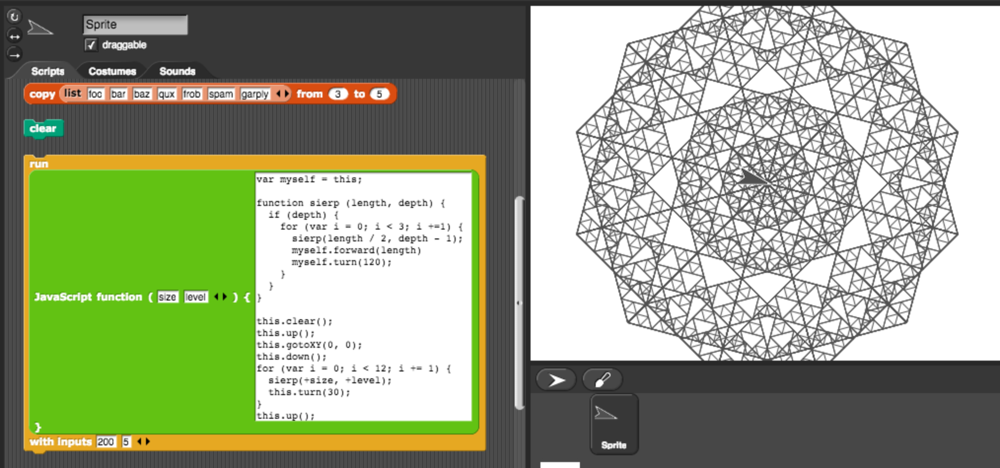 Sprite
draggable
Scripts Costumes Sounds
copy list foo bar baz qux frob spam garply from 3 to 5
clear
run
var myself = this;
function sierp (length, depth) {
if (depth) {
for (var i = 0; i < 3; i +=1) {
sierp(length / 2, depth - 1);
myself.forward(length)
myself.turn(120);
}
}
JavaScript function ( size level ) {
}
this.clear();
this.up();
this.gotoXY(0, 0);
this.down();
for (var i = 0; i < 12; i += 1) {
sierp(+size, +level);
this.turn(30);
}
this.up();
}
with inputs 200 5
Sprite